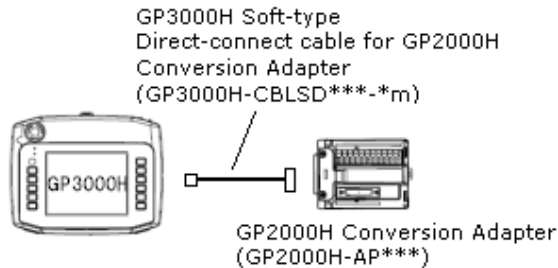 GP3000H Soft-type
Direct-connect cable for GP2000H
Conversion Adapter
(GP3000H-CBLSD***-*m)
GP3000H
GP2000H Conversion Adapter
(GP2000H-AP***)